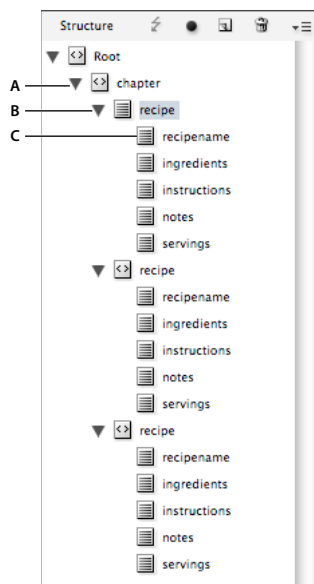 Structure
Root
A chapter
B recipe
C recipename
ingredients
instructions
notes
servings
recipe
recipename
ingredients
instructions
notes
servings
recipe
recipename
ingredients
instructions
notes
servings